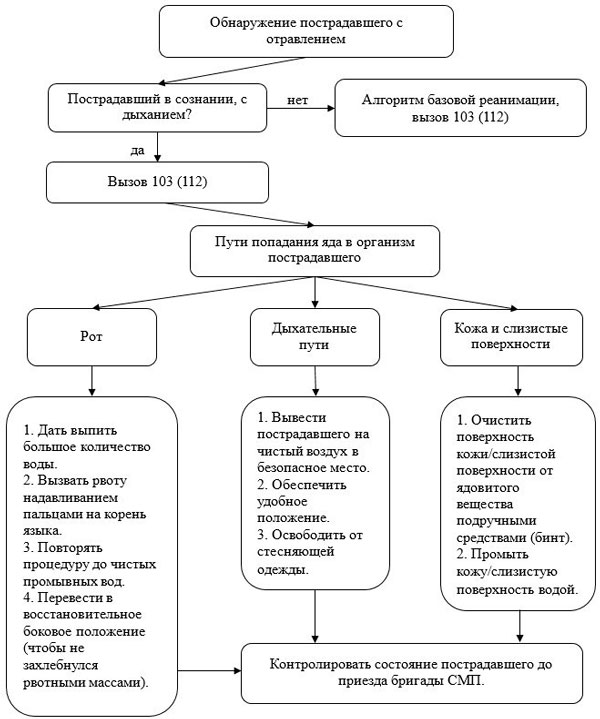 Обнаружение пострадавшего с
отравлением
Пострадавший в сознании, с
дыханием?
нет
Алгоритм базовой реанимации,
вызов 103 (112)
да
Вызов 103 (112)
Пути попадания яда в организм
пострадавшего
Рот
Дыхательные
пути
Кожа и слизистые
поверхности
1. Дать выпить
большое количество
воды.
2. Вызвать рвоту
надавливанием
пальцами на корень
языка.
3. Повторять
процедуру до чистых
промывных вод.
4. Перевести в
восстановительное
боковое положение
(чтобы не
захлебнулся
рвотными массами).
1. Вывести
пострадавшего на
чистый воздух в
безопасное место.
2. Обеспечить
удобное
положение.
3. Освободить от
стесняющей
одежды.
1. Очистить
поверхность
кожи/слизистой
поверхности от
ядовитого
вещества
подручными
средствами (бинт).
2. Промыть
кожу/слизистую
поверхность водой.
Контролировать состояние пострадавшего до
приезда бригады СМП.